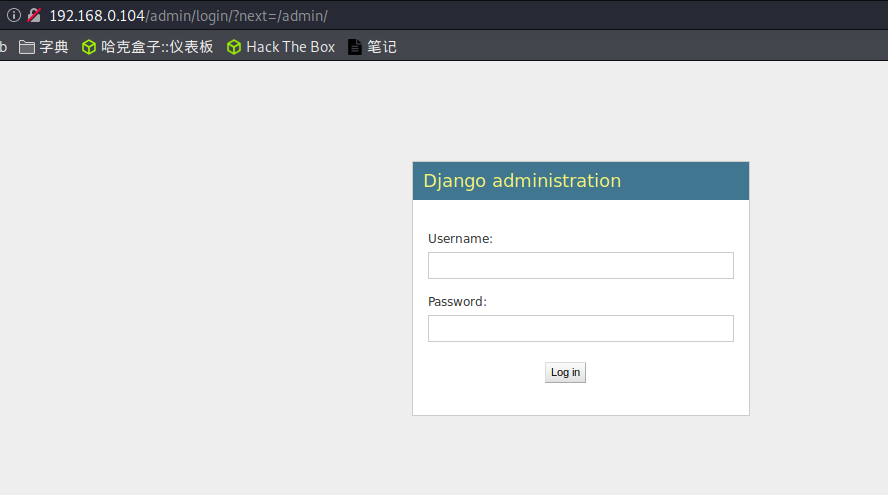 192.168.0.104/admin/login/?next=/admin/
b 字典 哈克盒子::仪表板 Hack The Box 笔记
Django administration
Username:
Password:
Log in